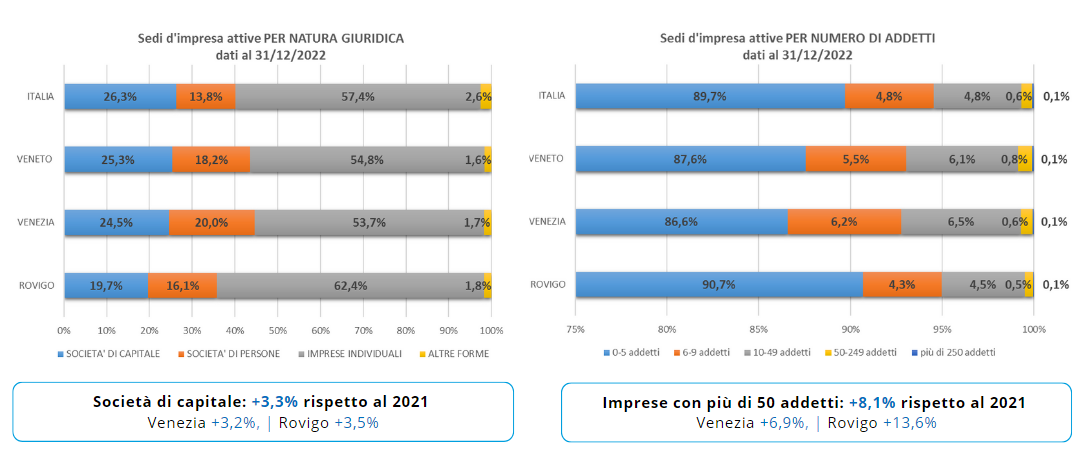 Sedi d'impresa attive PER NATURA GIURIDICA
dati al 31/12/2022
ITALIA 26,3% 13,8% 57,4% 2,6%
VENETO 25,3% 18,2% 54,8% 1,6%
VENEZIA 24,5% 20,0% 53,7% 1,7%
ROVIGO 19,7% 16,1% 62,4% 1,8%
0% 10% 20% 30% 40% 50% 60% 70% 80% 90% 100%
SOCIETA' DI CAPITALE SOCIETA' DI PERSONE IMPRESE INDIVIDUALI ALTRE FORME
Società di capitale: +3,3% rispetto al 2021
Venezia +3,2%, | Rovigo +3,5%
Sedi d'impresa attive PER NUMERO DI ADDETTI
dati al 31/12/2022
ITALIA 89,7% 4,8% 4,8% 0,6% 0,1%
VENETO 87,6% 5,5% 6,1% 0,8% 0,1%
VENEZIA 86,6% 6,2% 6,5% 0,6% 0,1%
ROVIGO 90,7% 4,3% 4,5% 0,5% 0,1%
75% 80% 85% 90% 95% 100%
0-5 addetti 6-9 addetti 10-49 addetti 50-249 addetti più di 250 addetti
Imprese con più di 50 addetti: +8,1% rispetto al 2021
Venezia +6,9%, | Rovigo +13,6%